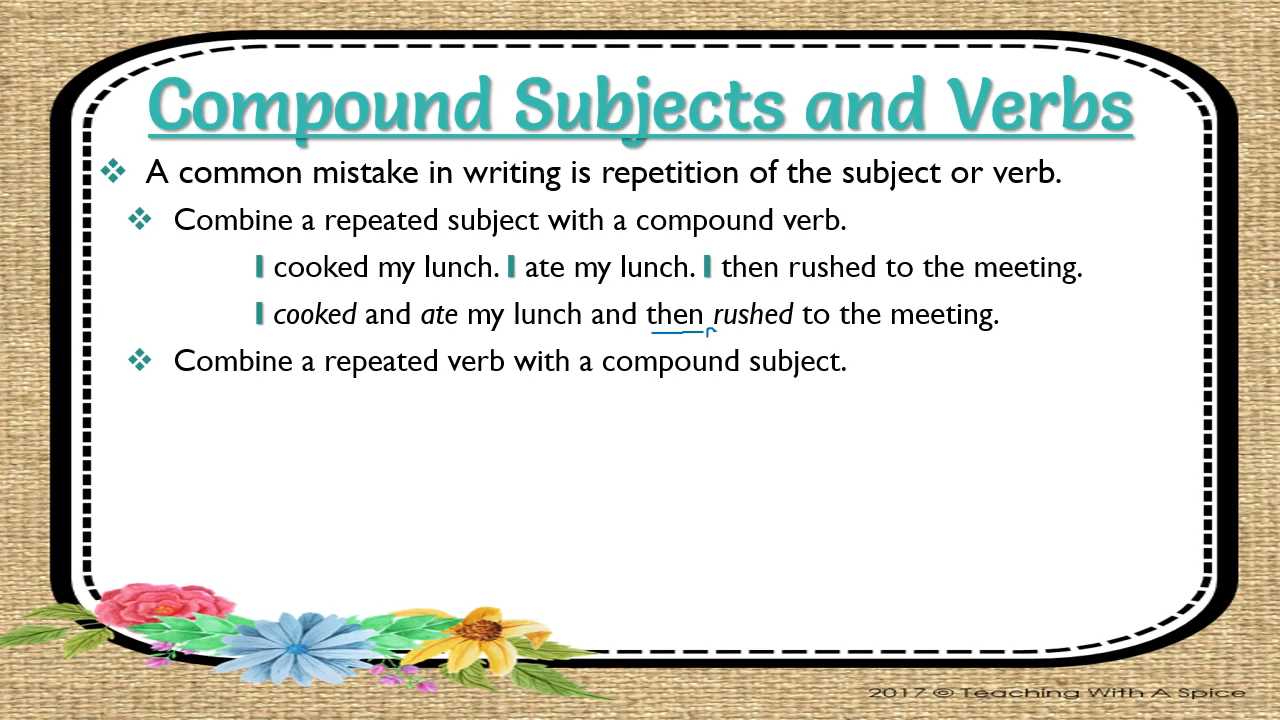 Compound Subjects and Verbs
❖ A common mistake in writing is repetition of the subject or verb.
❖ Combine a repeated subject with a compound verb.
I cooked my lunch. I ate my lunch. I then rushed to the meeting.
I cooked and ate my lunch and then rushed to the meeting.
❖ Combine a repeated verb with a compound subject.
2017 © Teaching With A Spice